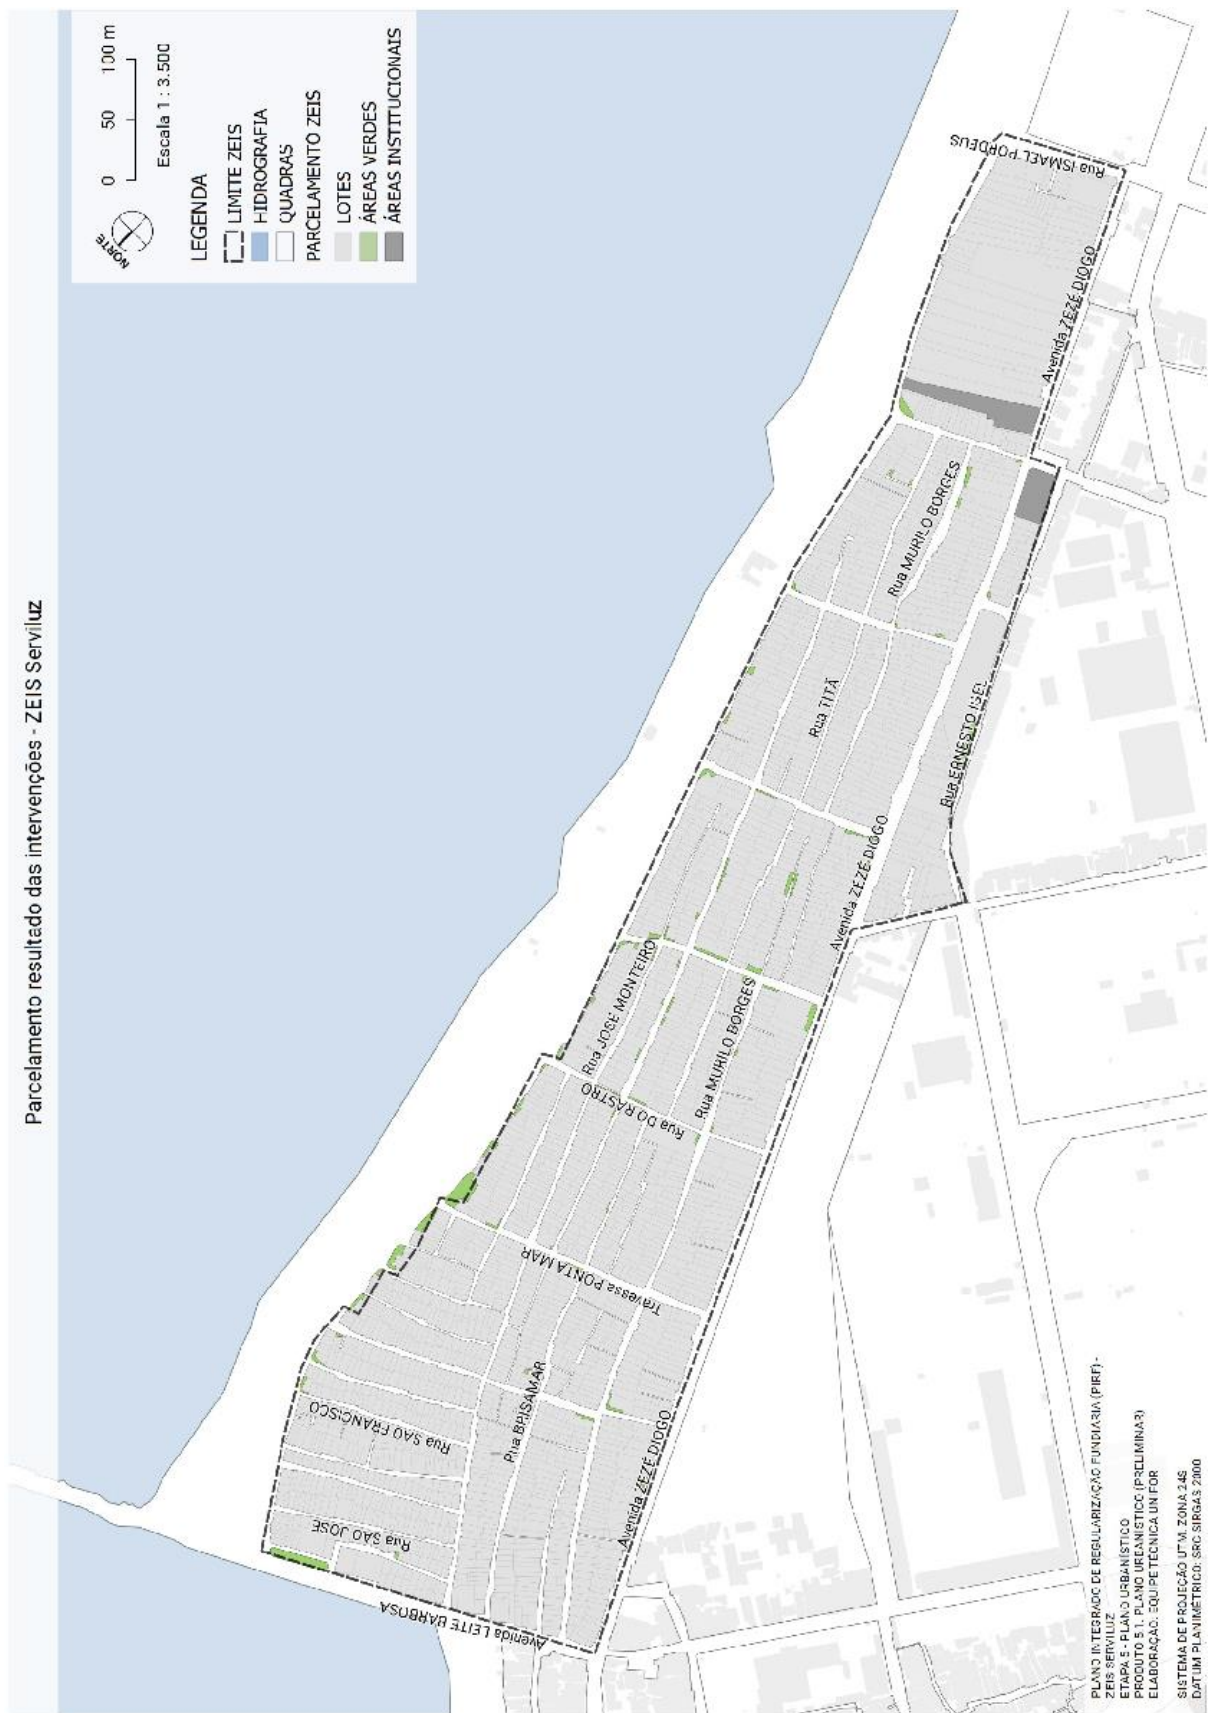 Parcelamento resultado das intervenções - ZEIS Serviluz
0 50 100 m
Escala 1 : 3.500
NORTE
LEGENDA
LIMITE ZEIS
HIDROGRAFIA
QUADRAS
PARCELAMENTO ZEIS
LOTES
ÁREAS VERDES
ÁREAS INSTITUCIONAIS
Avenida LEITE BARBOSA
Rua SAO JOSE
Rua SAO FRANCISCO
Rua BRISAMAR
Avenida ZEZÉ DIOGO
Travessa PONTA MAR
Rua DO RASTRO
Rua JOSE MONTEIRO
Rua MURILO BORGES
Avenida ZEZÉ DIOGO
Rua TITÃ
Rua ERNESTO IGEL
Rua MURILO BORGES
Avenida ZEZÉ DIOGO
Rua ISMAEL PORDEUS
PLANO INTEGRADO DE REGULARIZAÇÃO FUNDIARIA (PIRF) -
ZEIS SERVILUZ
ETAPA 5 - PLANO URBANÍSTICO
PRODUTO 5.1. PLANO URBANÍSTICO (PRELIMINAR)
ELABORAÇÃO: EQUIPE TÉCNICA UNIFOR
SISTEMA DE PROJEÇÃO UTM, ZONA 24S
DATUM PLANIMÉTRICO: SRC SIRGAS 2000